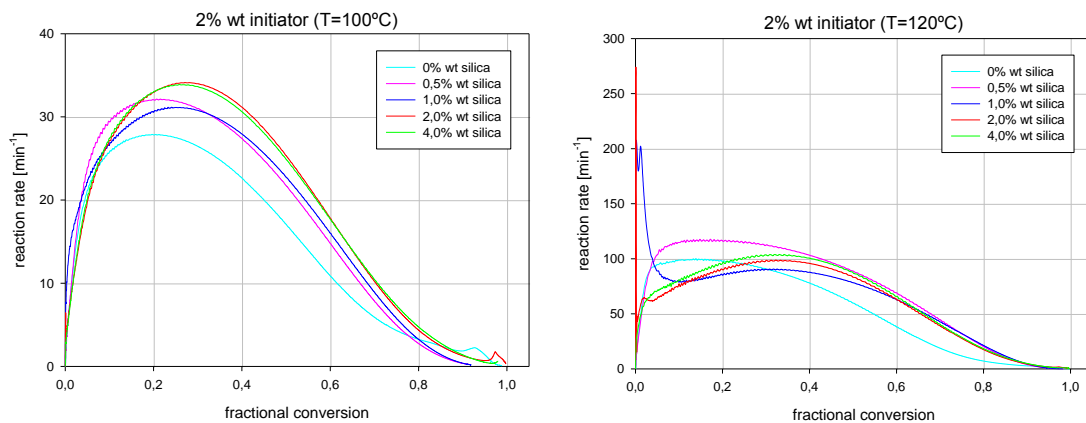 2% wt initiator (T=100ºC)
40
30
20
10
0
reaction rate [min-1]
0% wt silica
0,5% wt silica
1,0% wt silica
2,0% wt silica
4,0% wt silica
0,0 0,2 0,4 0,6 0,8 1,0
fractional conversion
2% wt initiator (T=120ºC)
300
250
200
150
100
50
0
reaction rate [min-1]
0% wt silica
0,5% wt silica
1,0% wt silica
2,0% wt silica
4,0% wt silica
0,0 0,2 0,4 0,6 0,8 1,0
fractional conversion